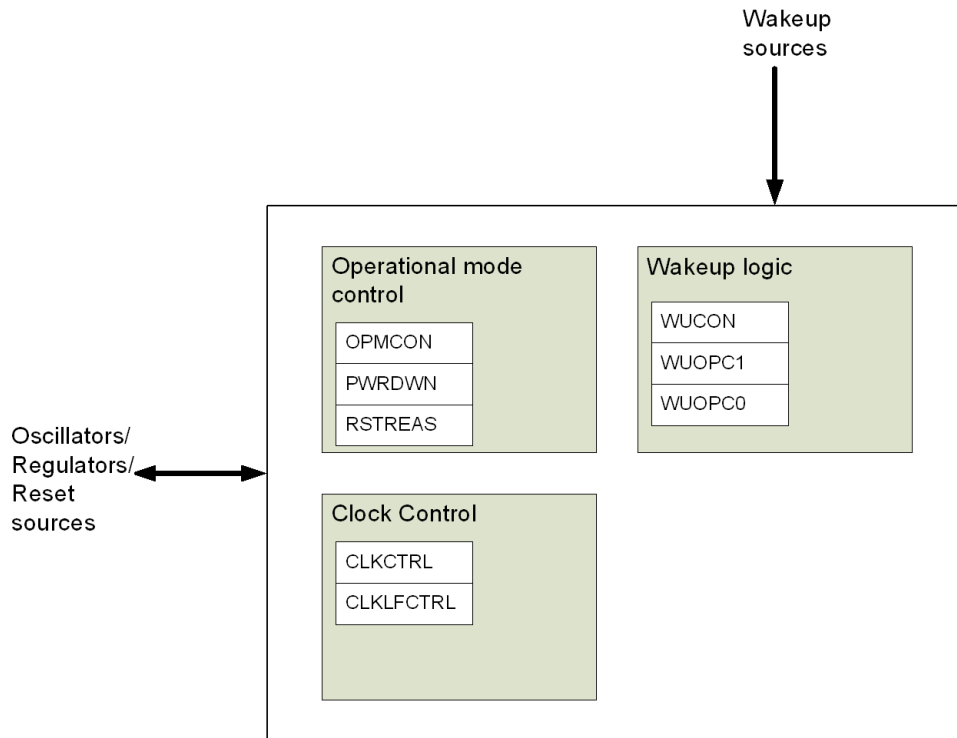 Wakeup
sources
Operational mode
control
OPMCON
PWRDWN
RSTREAS
Wakeup logic
WUCON
WUOPC1
WUOPC0
Oscillators/
Regulators/
Reset
sources
Clock Control
CLKCTRL
CLKLFCTRL